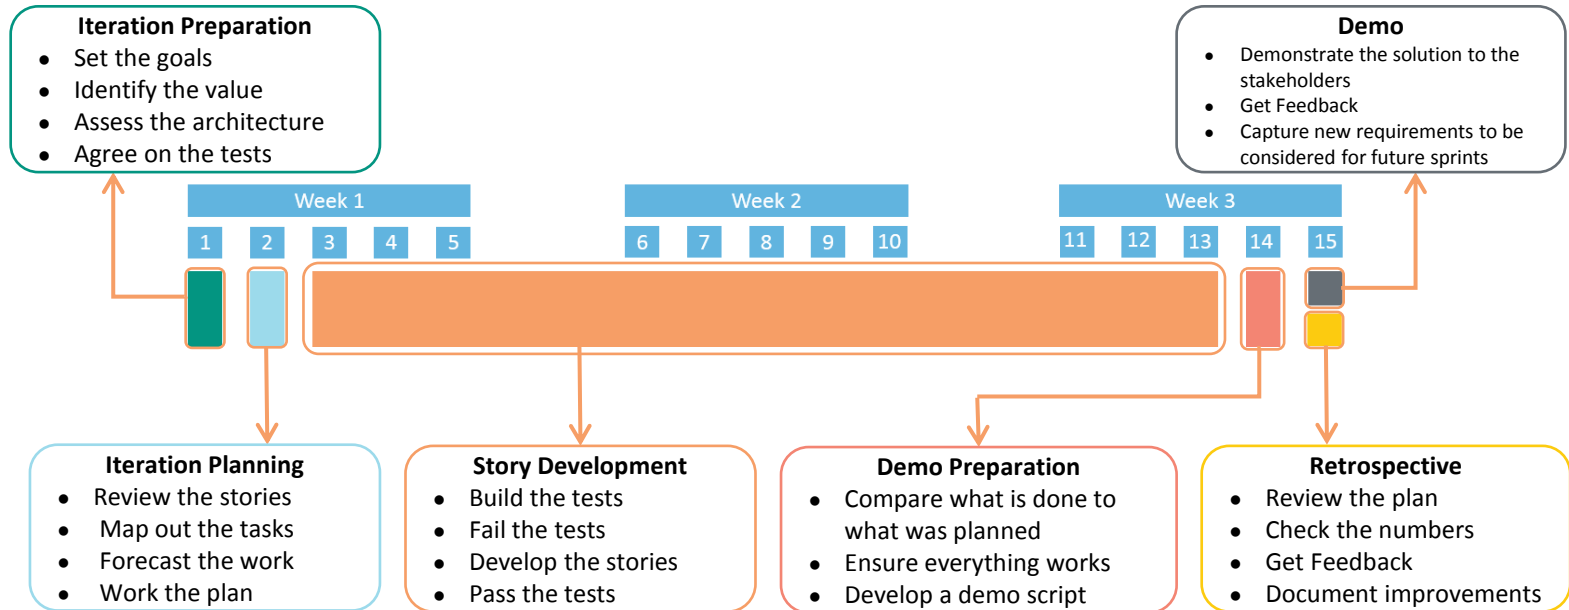 Iteration Preparation
● Set the goals
● Identify the value
● Assess the architecture
● Agree on the tests
Demo
● Demonstrate the solution to the
stakeholders
● Get Feedback
● Capture new requirements to be
considered for future sprints
Week 1
Week 2
Week 3
1 2 3 4 5
6 7 8 9 10
11 12 13 14 15
Iteration Planning
● Review the stories
● Map out the tasks
● Forecast the work
● Work the plan
Story Development
● Build the tests
● Fail the tests
● Develop the stories
● Pass the tests
Demo Preparation
● Compare what is done to
what was planned
● Ensure everything works
● Develop a demo script
Retrospective
● Review the plan
● Check the numbers
● Get Feedback
● Document improvements